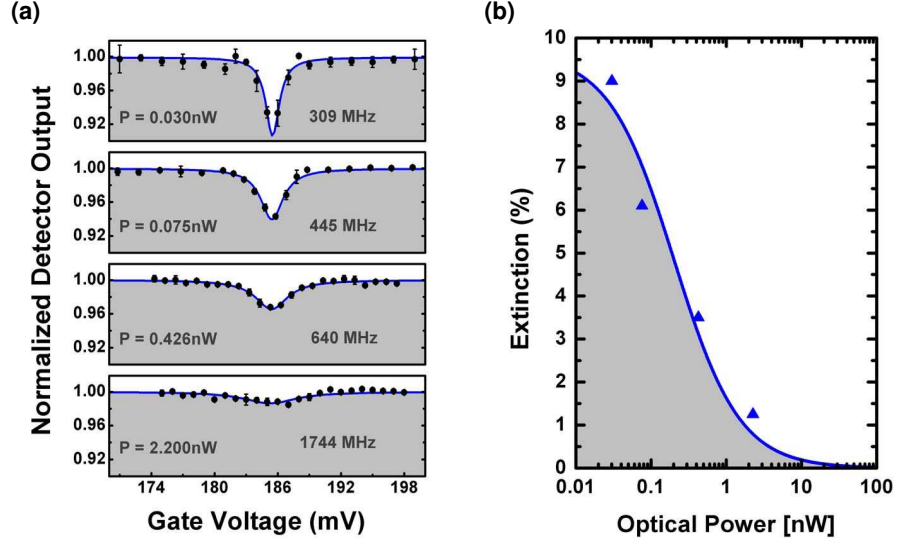 (a)
Normalized Detector Output
1.00
0.96
0.92
P = 0.030nW
309 MHz
1.00
0.96
0.92
P = 0.075nW
445 MHz
1.00
0.96
0.92
P = 0.426nW
640 MHz
1.00
0.96
0.92
P = 2.200nW
1744 MHz
174 180 186 192 198
Gate Voltage (mV)
(b)
Extinction (%)
10
9
8
7
6
5
4
3
2
1
0
0.01 0.1 1 10 100
Optical Power [nW]